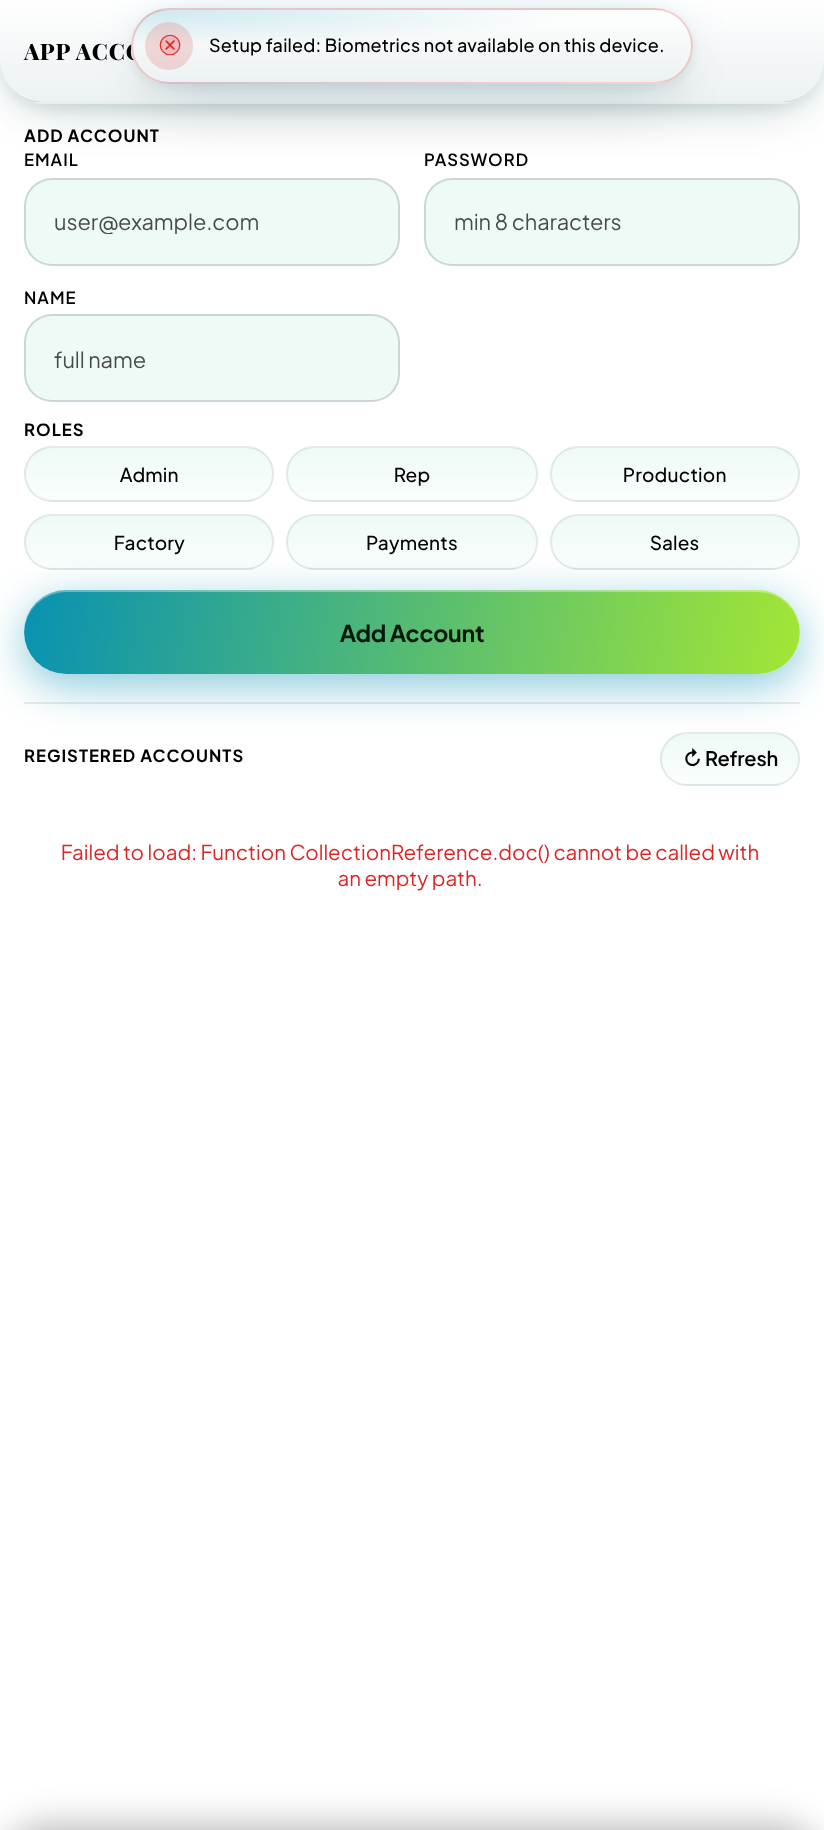 APP ACCO
Setup failed: Biometrics not available on this device.
ADD ACCOUNT
EMAIL
PASSWORD
user@example.com
min 8 characters
NAME
full name
ROLES
Admin
Rep
Production
Factory
Payments
Sales
Add Account
REGISTERED ACCOUNTS
↻ Refresh
Failed to load: Function CollectionReference.doc() cannot be called with
an empty path.